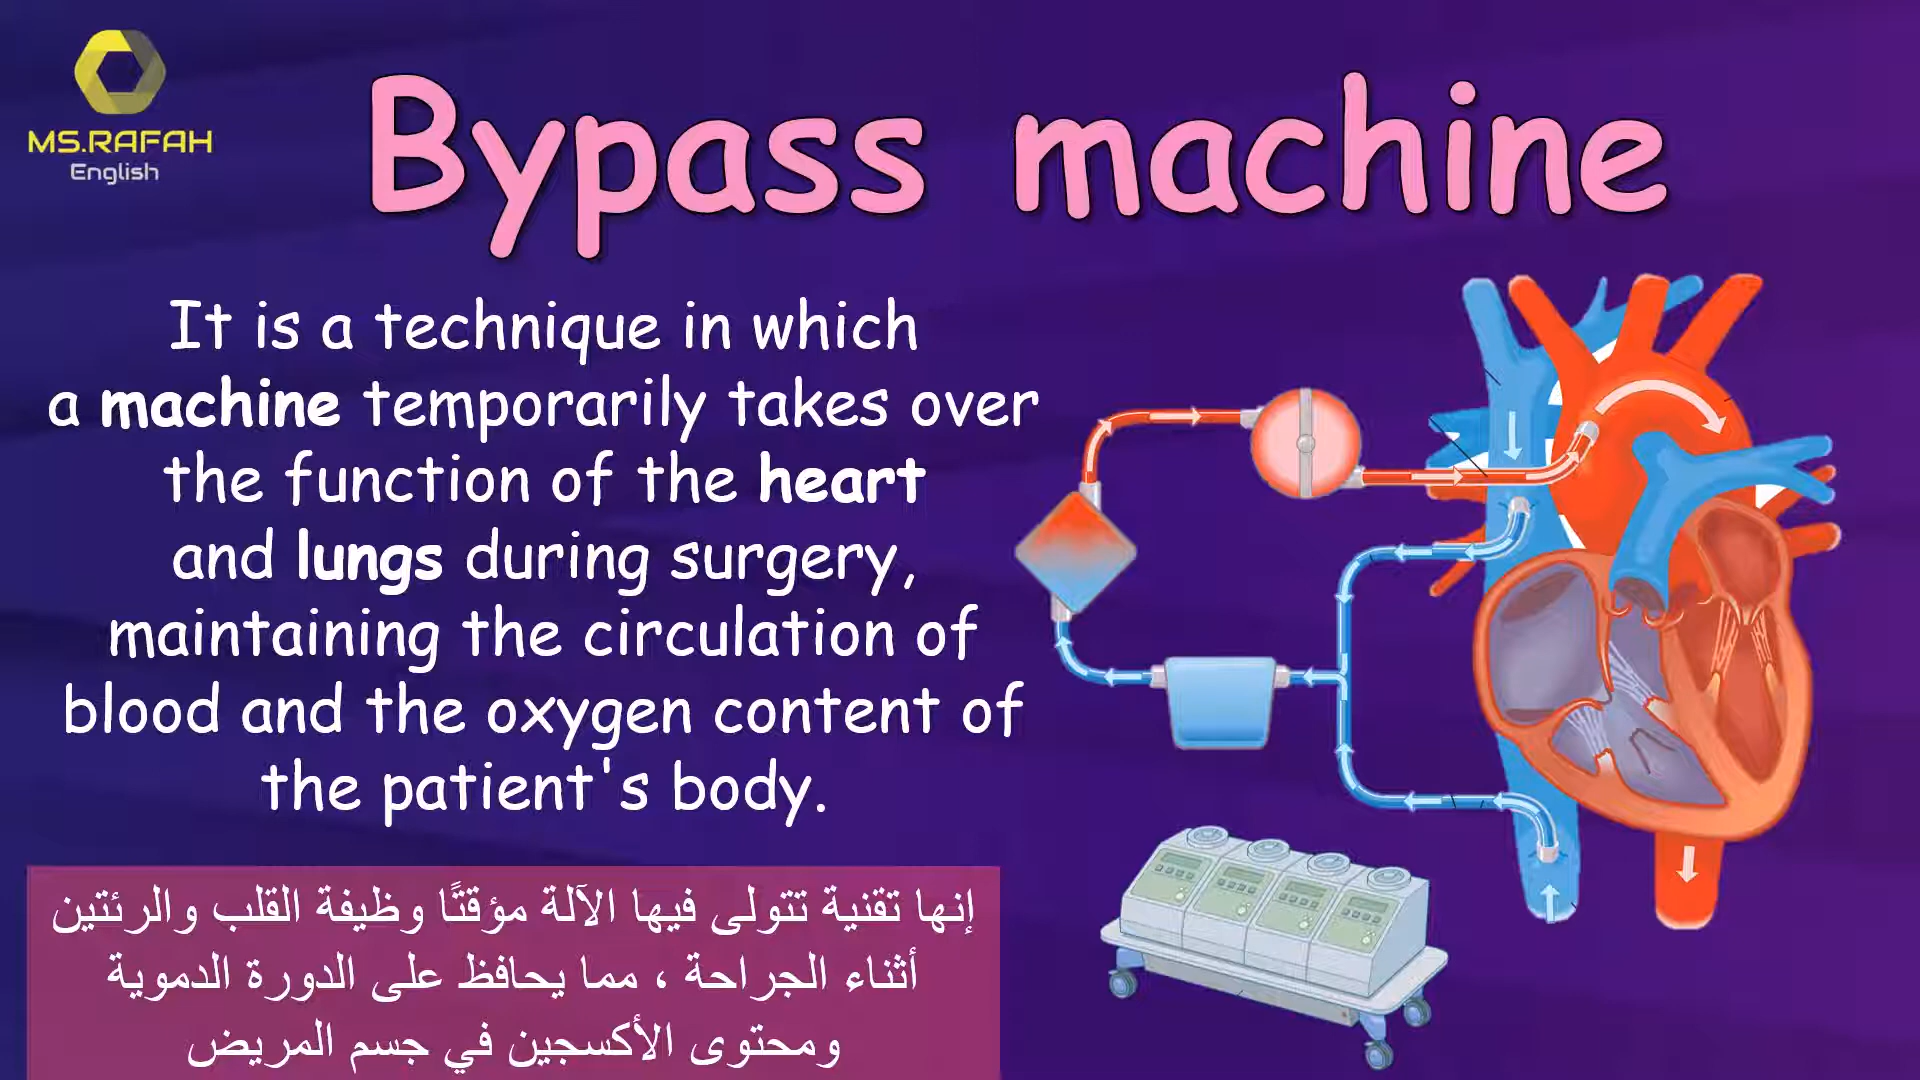 MS.RAFAH
English
Bypass machine
It is a technique in which
a machine temporarily takes over
the function of the heart
and lungs during surgery,
maintaining the circulation of
blood and the oxygen content of
the patient's body.
إنها تقنية تتولى فيها الآلة مؤقتًا وظيفة القلب والرئتين
أثناء الجراحة ، مما يحافظ على الدورة الدموية
ومحتوى الأكسجين في جسم المريض